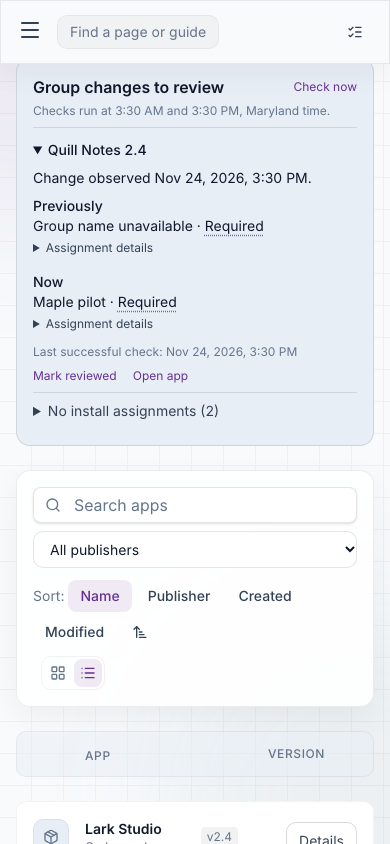 Find a page or guide
Group changes to review
Check now
Checks run at 3:30 AM and 3:30 PM, Maryland time.
Quill Notes 2.4
Change observed Nov 24, 2026, 3:30 PM.
Previously
Group name unavailable · Required
Assignment details
Now
Maple pilot · Required
Assignment details
Last successful check: Nov 24, 2026, 3:30 PM
Mark reviewed Open app
No install assignments (2)
Search apps
All publishers
Sort: Name Publisher Created
Modified
APP VERSION
Lark Studio v2.4 Details